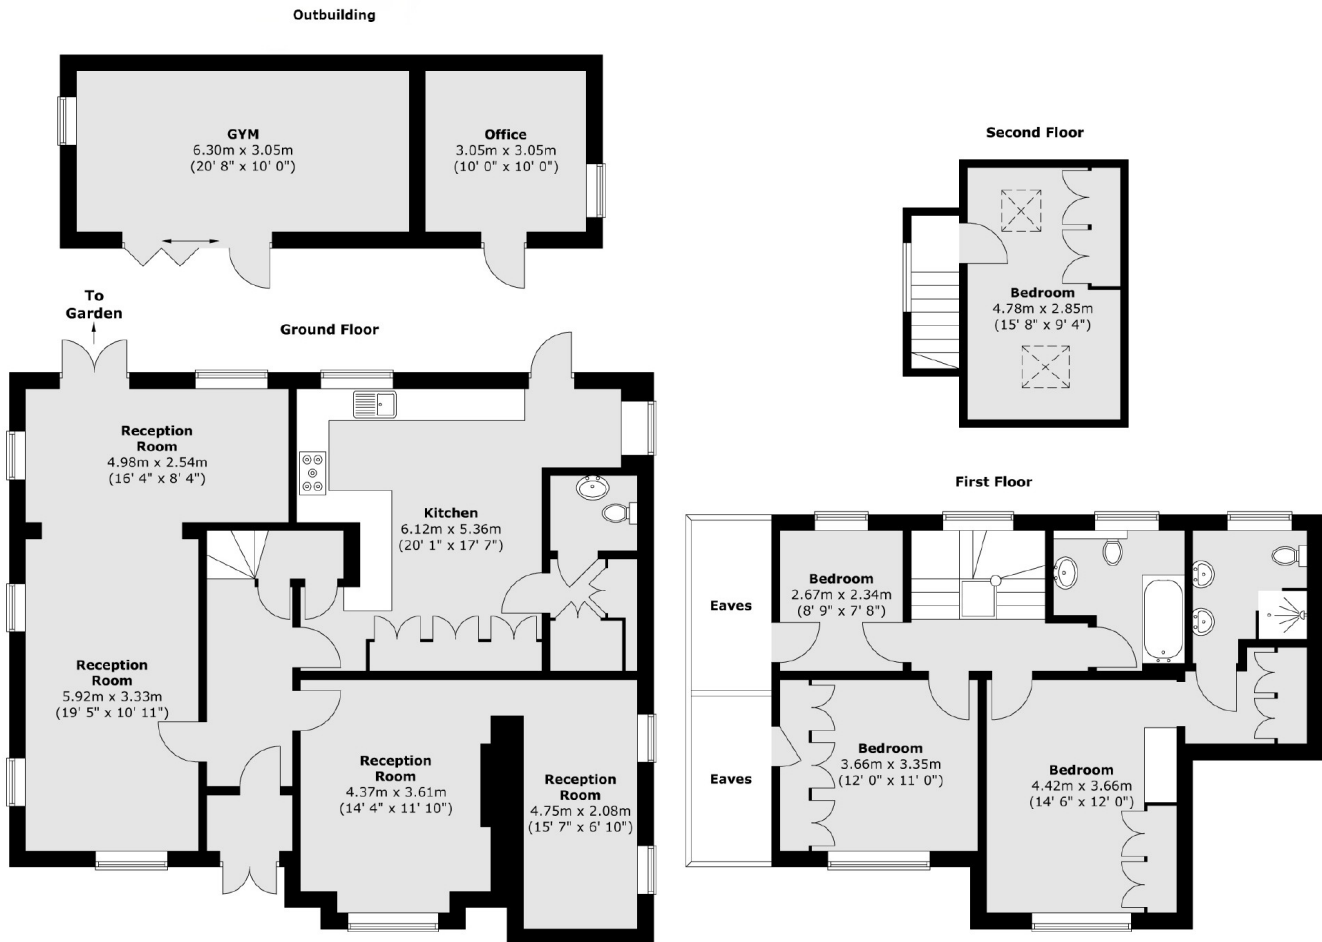 Outbuilding
GYM
6.30m x 3.05m
(20' 8" x 10' 0")
Office
3.05m x 3.05m
(10' 0" x 10' 0")
To
Garden
Ground Floor
Reception
Room
4.98m x 2.54m
(16' 4" x 8' 4")
Kitchen
6.12m x 5.36m
(20' 1" x 17' 7")
Reception
Room
5.92m x 3.33m
(19' 5" x 10' 11")
Reception
Room
4.37m x 3.61m
(14' 4" x 11' 10")
Reception
Room
4.75m x 2.08m
(15' 7" x 6' 10")
Second Floor
Bedroom
4.78m x 2.85m
(15' 8" x 9' 4")
First Floor
Eaves
Bedroom
2.67m x 2.34m
(8' 9" x 7' 8")
Eaves
Bedroom
3.66m x 3.35m
(12' 0" x 11' 0")
Bedroom
4.42m x 3.66m
(14' 6" x 12' 0")